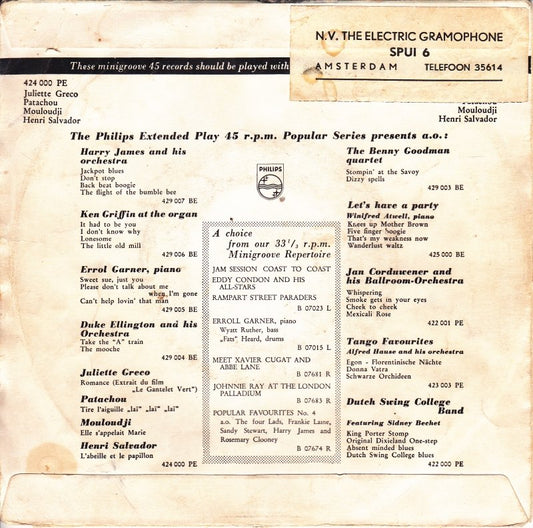 N.V. THE ELECTRIC GRAMOPHONE
SPUI 6
AMSTERDAM TELEFOON 35614
These minigroove 45 records should be played with
424 000 PE
Juliette Greco
Patachou
Mouloudji
Henri Salvador
Patachou
Mouloudji
Henri Salvador
The Philips Extended Play 45 r.p.m. Popular Series presents a.o.:
Harry James and his
orchestra
Jackpot blues
Don't stop
Back beat boogie
The flight of the bumble bee
429 007 BE
Ken Griffin at the organ
It had to be you
I don't know why
Lonesome
The little old mill
429 006 BE
Errol Garner, piano
Sweet sue, just you
Please don't talk about me
when I'm gone
Can't help lovin' that man
429 005 BE
Duke Ellington and his
Orchestra
Take the "A" train
The mooche
429 004 BE
Juliette Greco
Romance (Extrait du film
„Le Gantelet Vert")
Patachou
Tire l'aiguille „laï" „laï" „laï"
Mouloudji
Elle s'appelait Marie
Henri Salvador
L'abeille et le papillon
424 000 PE
PHILIPS
A choice
from our 33 1/3 r.p.m.
Minigroove Repertoire
JAM SESSION COAST TO COAST
EDDY CONDON AND HIS
ALL-STARS
RAMPART STREET PARADERS
B 07023 L
ERROLL GARNER, piano
Wyatt Ruther, bass
„Fats" Heard, drums
B 07015 L
MEET XAVIER CUGAT AND
ABBE LANE
B 07681 R
JOHNNIE RAY AT THE LONDON
PALLADIUM
B 07683 R
POPULAR FAVOURITES No. 4
a.o. The four Lads, Frankie Lane,
Sandy Stewart, Harry James and
Rosemary Clooney
B 07674 R
The Benny Goodman
quartet
Stompin' at the Savoy
Dizzy spells
429 003 BE
Let's have a party
Winifred Atwell, piano
Knees up Mother Brown
Five finger boogie
That's my weakness now
Wanderlust waltz
425 000 BE
Jan Corduwener and
his Ballroom-Orchestra
Whispering
Smoke gets in your eyes
Cheek to cheek
Mexicali Rose
422 001 PE
Tango Favourites
Alfred Hause and his orchestra
Egon - Florentinische Nächte
Donna Vatra
Schwarze Orchideen
423 003 PE
Dutch Swing College
Band
Featuring Sidney Bechet
King Porter Stomp
Original Dixieland One-step
Absent minded blues
Dutch Swing College blues
422 000 PE